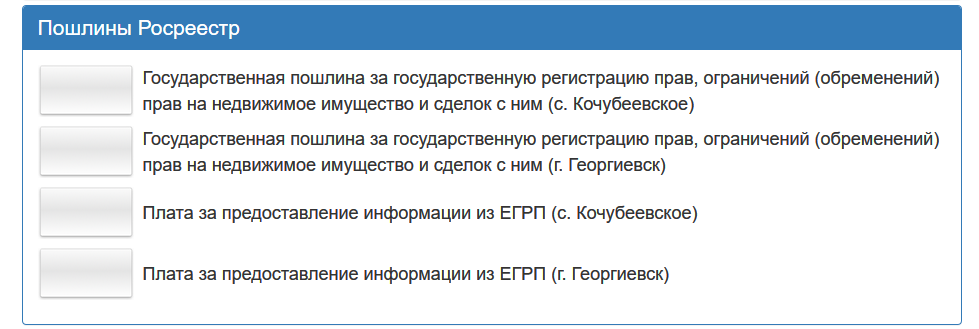 Пошлины Росреестр
Государственная пошлина за государственную регистрацию прав, ограничений (обременений)
прав на недвижимое имущество и сделок с ним (с. Кочубеевское)
Государственная пошлина за государственную регистрацию прав, ограничений (обременений)
прав на недвижимое имущество и сделок с ним (г. Георгиевск)
Плата за предоставление информации из ЕГРП (с. Кочубеевское)
Плата за предоставление информации из ЕГРП (г. Георгиевск)